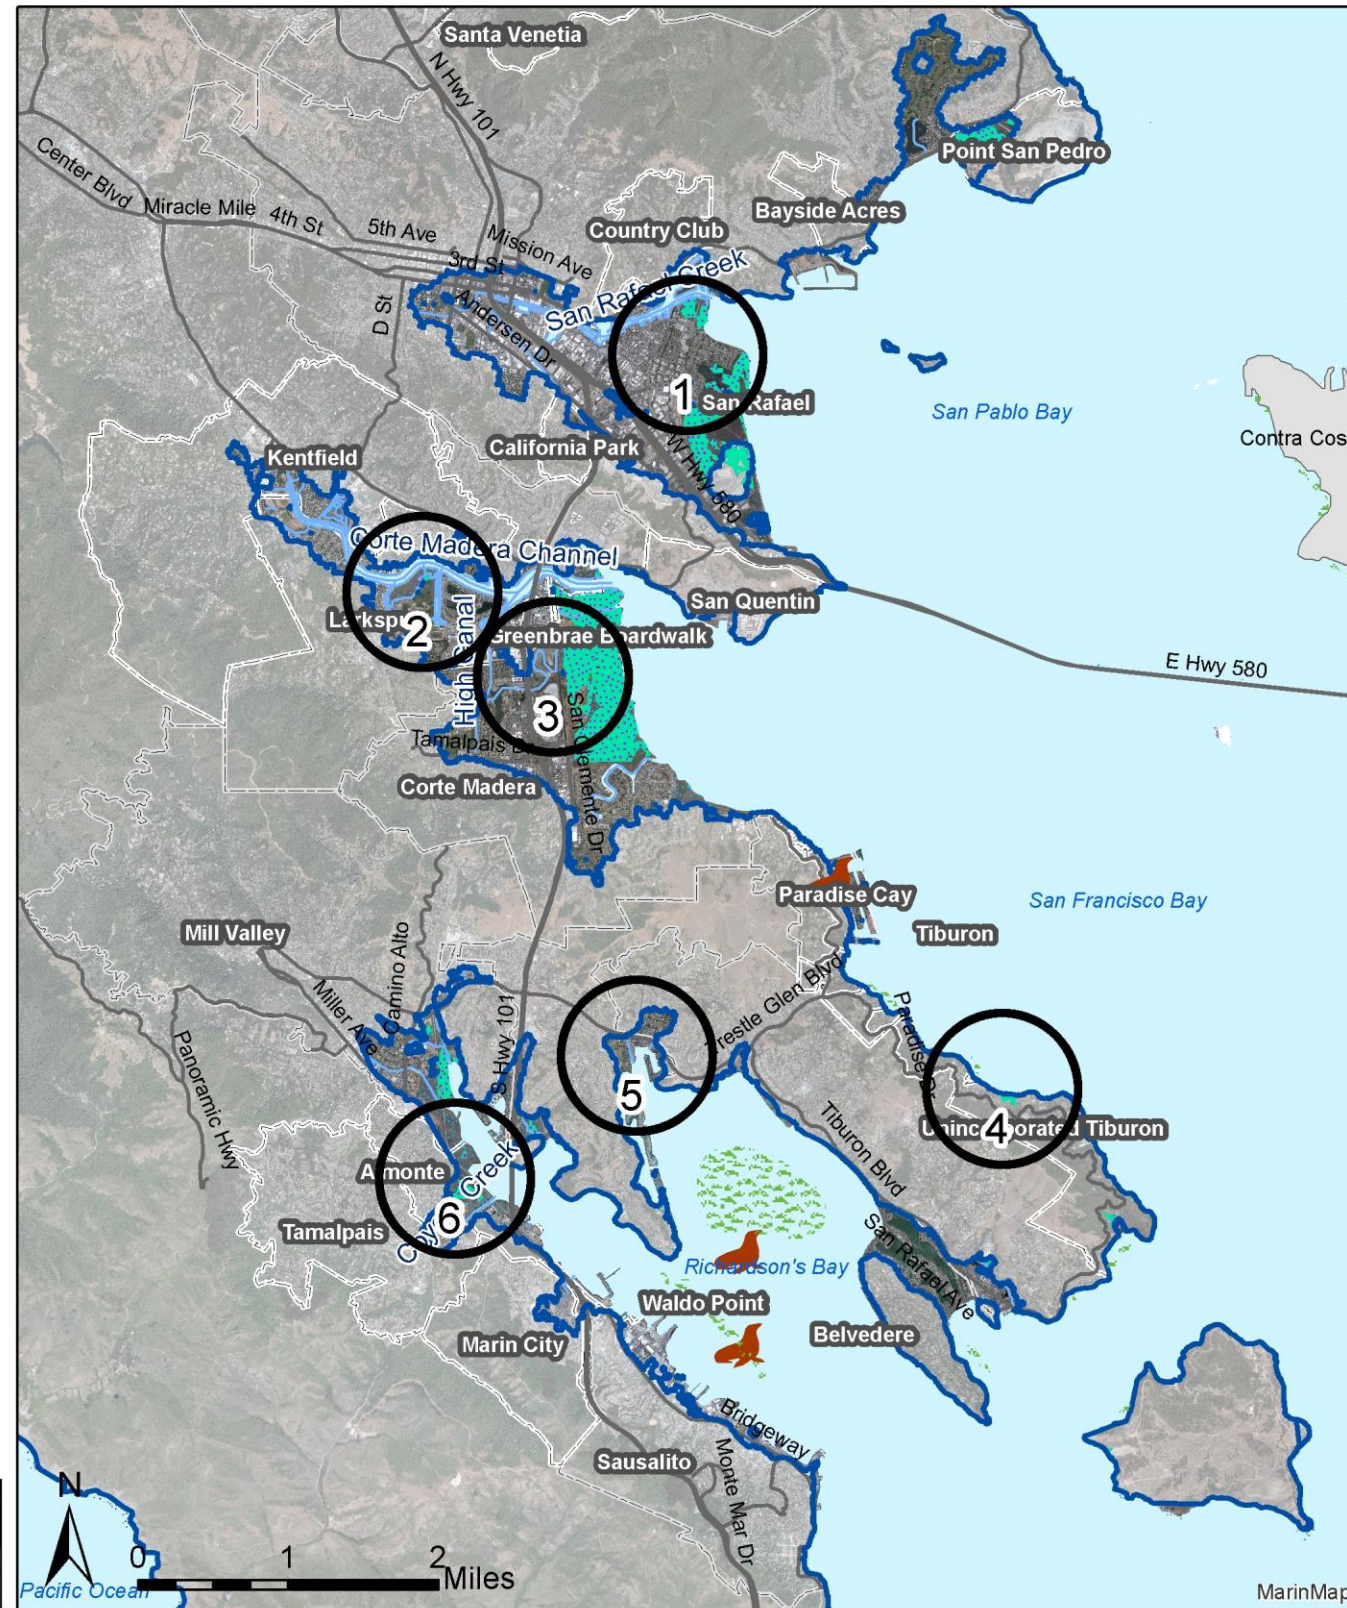 Santa Venetia
N Hwy 101
Point San Pedro
Center Blvd
Miracle Mile
4th St
5th Ave
Mission Ave
3rd St
Country Club
Bayside Acres
San Rafael Creek
Andersen Dr
D St
1
San Rafael
San Pablo Bay
Contra Cos
California Park
W Hwy 580
Kentfield
Corte Madera Channel
San Quentin
2
High Canal
Greenbrae Boardwalk
E Hwy 580
3
San Clemente Dr
Tamalpais Dr
Corte Madera
Paradise Cay
San Francisco Bay
Tiburon
Mill Valley
Camino Alto
Miller Ave
S Hwy 101
Trestle Glen Blvd
Paradise Dr
Panoramic Hwy
5
4
Tiburon Blvd
Tiburon
6
Creek
Tamalpais
San Rafael Ave
Richardson's Bay
Waldo Point
Belvedere
Marin City
Bridgeway
Sausalito
Monte Mar Dr
N
0 1 2
Miles
Pacific Ocean
MarinMap